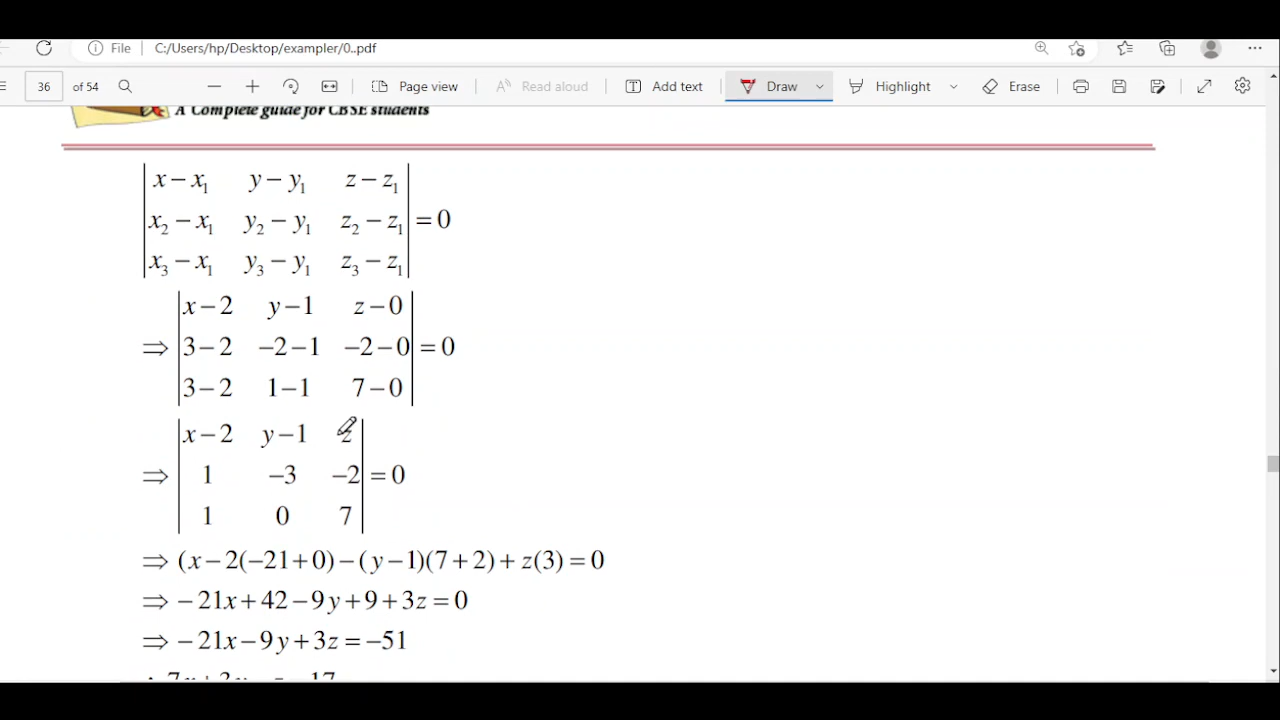 File C:/Users/hp/Desktop/exampler/0..pdf
36 of 54 Page view Read aloud Add text Draw Highlight Erase
A Complete guide for CBSE students
| x − x₁ y − y₁ z − z₁ |
| x₂ − x₁ y₂ − y₁ z₂ − z₁ | = 0
| x₃ − x₁ y₃ − y₁ z₃ − z₁ |
| x − 2 y − 1 z − 0 |
⇒ | 3 − 2 −2 − 1 −2 − 0 | = 0
| 3 − 2 1 − 1 7 − 0 |
| x − 2 y − 1 z |
⇒ | 1 −3 −2 | = 0
| 1 0 7 |
⇒ (x − 2(−21 + 0) − (y − 1)(7 + 2) + z(3) = 0
⇒ − 21x + 42 − 9y + 9 + 3z = 0
⇒ − 21x − 9y + 3z = −51